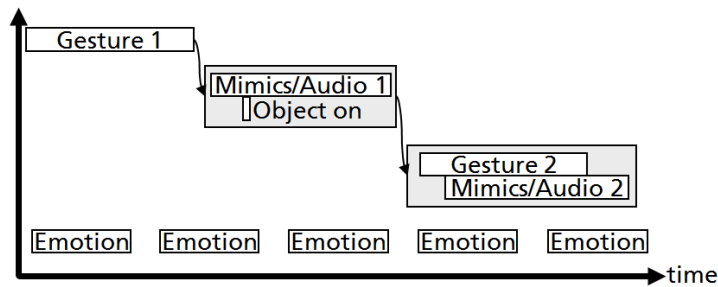 Gesture 1
Mimics/Audio 1
Object on
Gesture 2
Mimics/Audio 2
Emotion Emotion Emotion Emotion Emotion
time